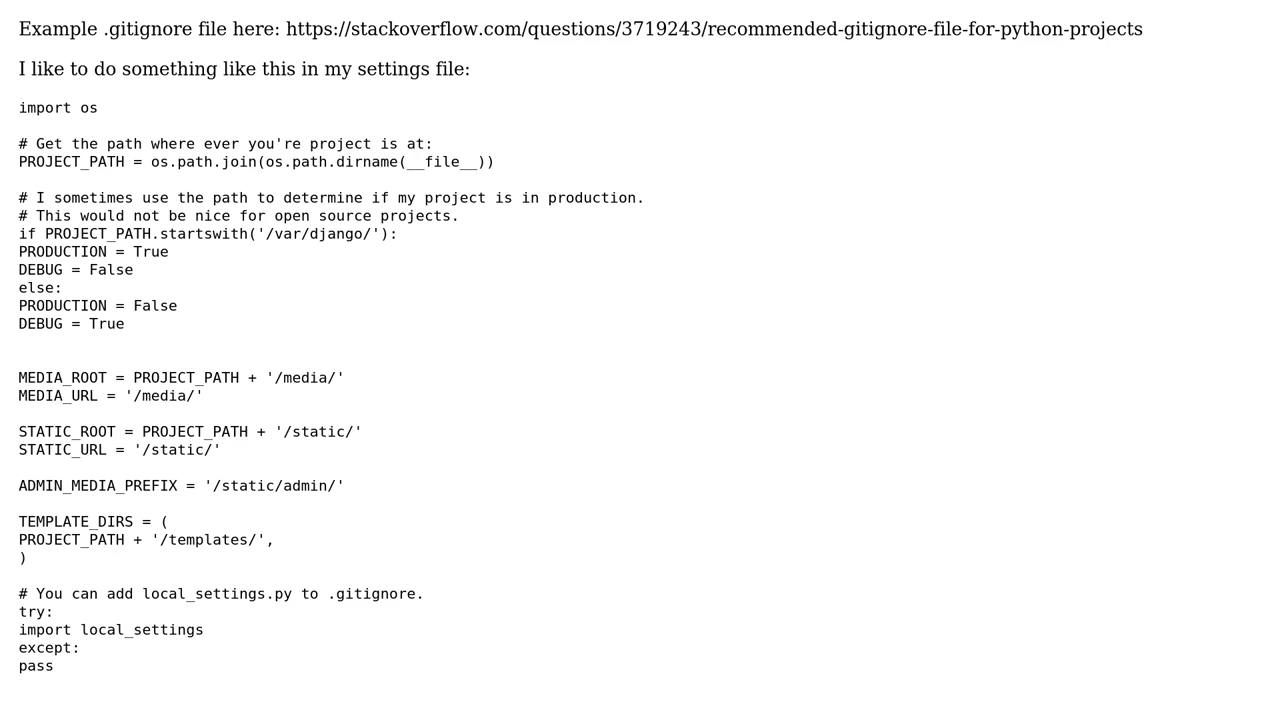 Example .gitignore file here: https://stackoverflow.com/questions/3719243/recommended-gitignore-file-for-python-projects
I like to do something like this in my settings file:
import os
# Get the path where ever you're project is at:
PROJECT_PATH = os.path.join(os.path.dirname(__file__))
# I sometimes use the path to determine if my project is in production.
# This would not be nice for open source projects.
if PROJECT_PATH.startswith('/var/django/'):
PRODUCTION = True
DEBUG = False
else:
PRODUCTION = False
DEBUG = True
MEDIA_ROOT = PROJECT_PATH + '/media/'
MEDIA_URL = '/media/'
STATIC_ROOT = PROJECT_PATH + '/static/'
STATIC_URL = '/static/'
ADMIN_MEDIA_PREFIX = '/static/admin/'
TEMPLATE_DIRS = (
PROJECT_PATH + '/templates/',
)
# You can add local_settings.py to .gitignore.
try:
import local_settings
except:
pass